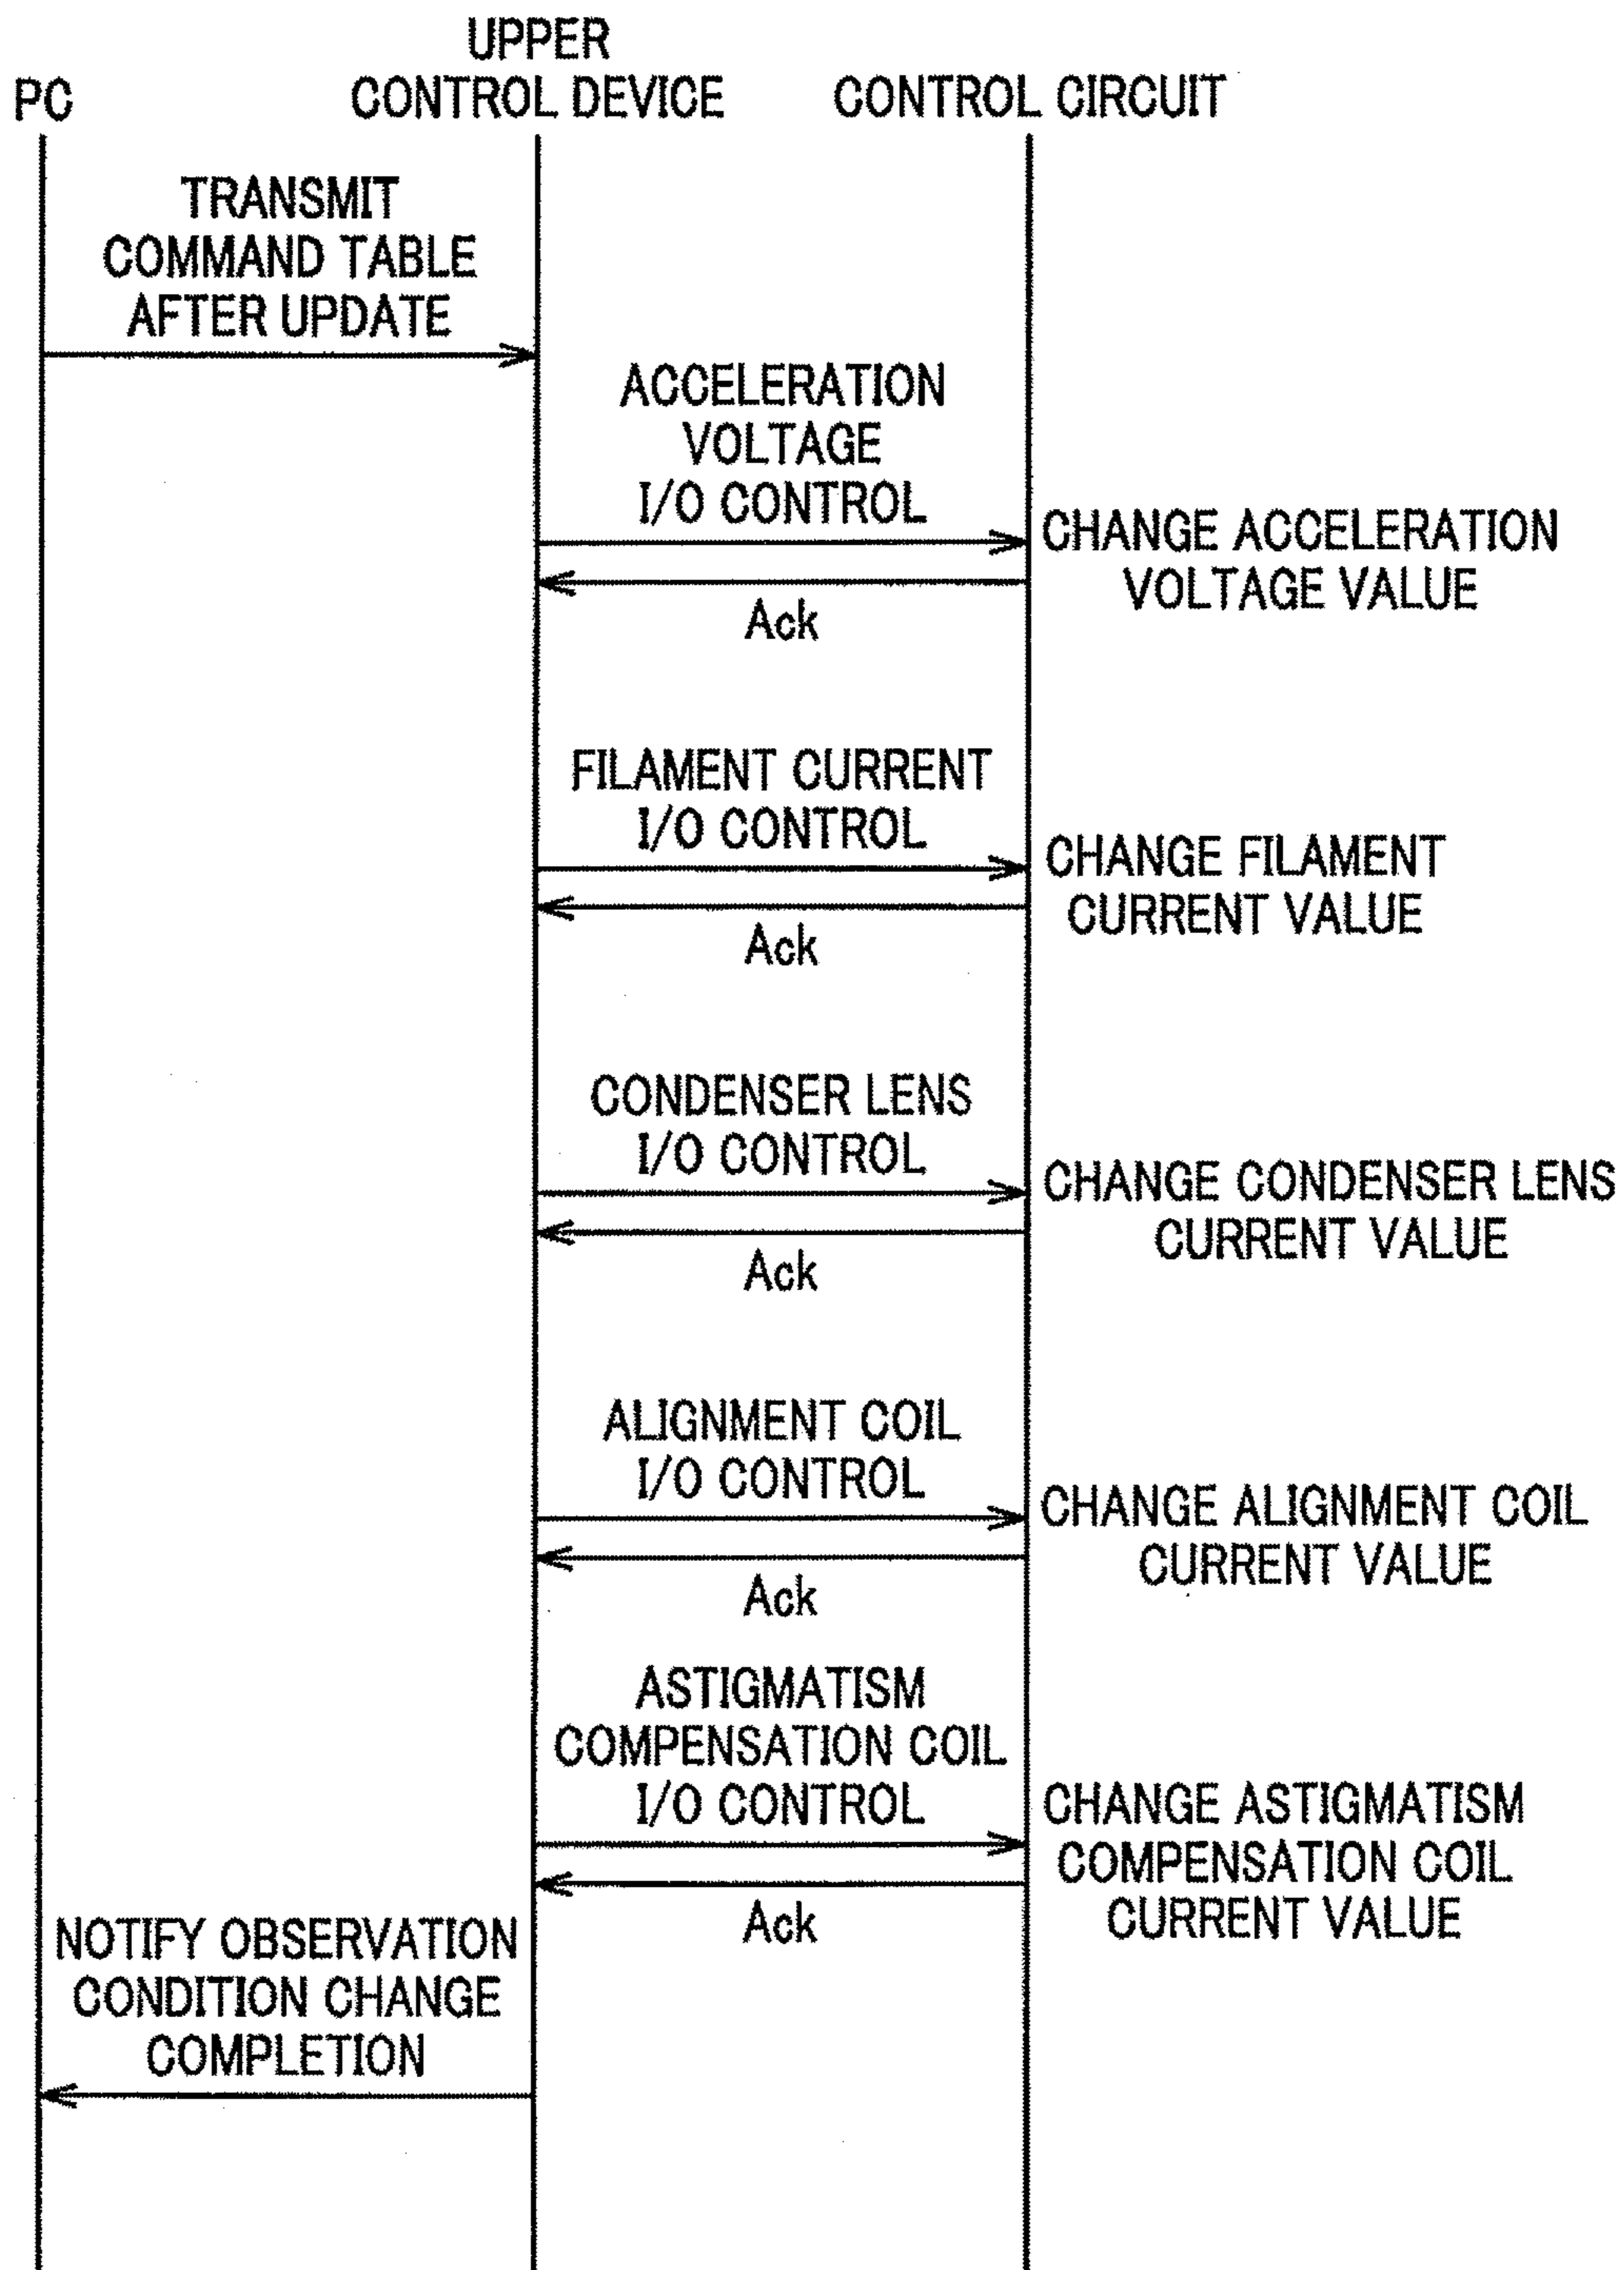 PC
UPPER
CONTROL DEVICE
CONTROL CIRCUIT
TRANSMIT
COMMAND TABLE
AFTER UPDATE
ACCELERATION
VOLTAGE
I/O CONTROL
CHANGE ACCELERATION
VOLTAGE VALUE
Ack
FILAMENT CURRENT
I/O CONTROL
CHANGE FILAMENT
CURRENT VALUE
Ack
CONDENSER LENS
I/O CONTROL
CHANGE CONDENSER LENS
CURRENT VALUE
Ack
ALIGNMENT COIL
I/O CONTROL
CHANGE ALIGNMENT COIL
CURRENT VALUE
Ack
ASTIGMATISM
COMPENSATION COIL
I/O CONTROL
CHANGE ASTIGMATISM
COMPENSATION COIL
CURRENT VALUE
Ack
NOTIFY OBSERVATION
CONDITION CHANGE
COMPLETION